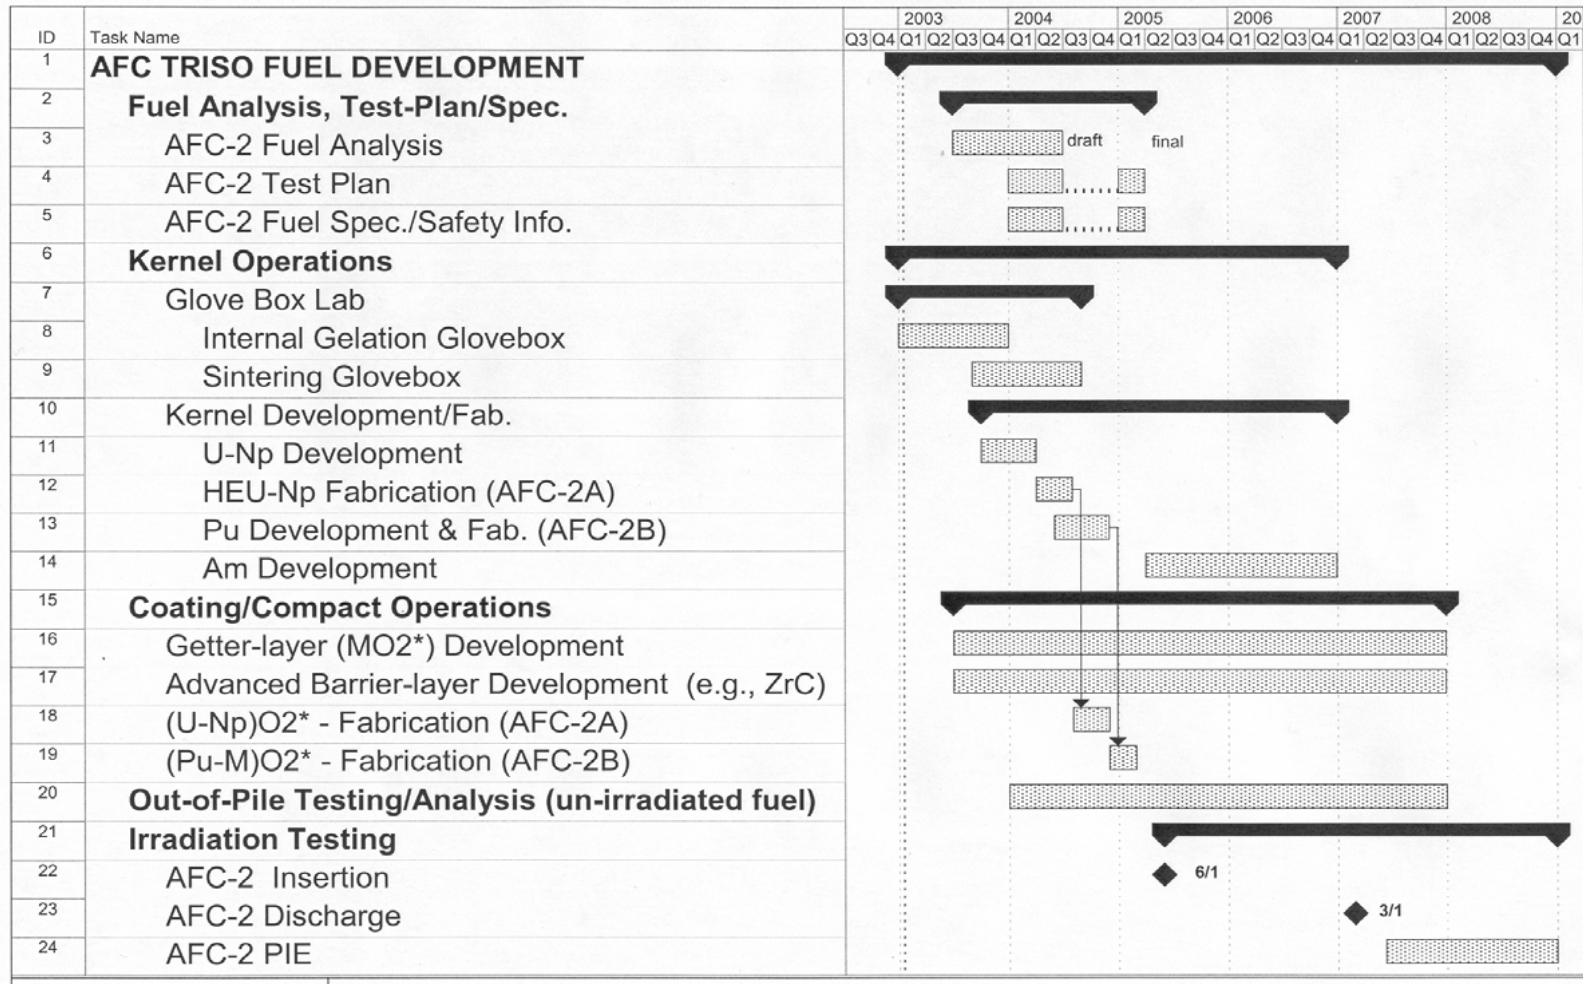 2003 2004 2005 2006 2007 2008 20
ID Task Name Q3 Q4 Q1 Q2 Q3 Q4 Q1 Q2 Q3 Q4 Q1 Q2 Q3 Q4 Q1 Q2 Q3 Q4 Q1 Q2 Q3 Q4 Q1 Q2 Q3 Q4 Q1
1 AFC TRISO FUEL DEVELOPMENT
2 Fuel Analysis, Test-Plan/Spec.
3 AFC-2 Fuel Analysis draft final
4 AFC-2 Test Plan
5 AFC-2 Fuel Spec./Safety Info.
6 Kernel Operations
7 Glove Box Lab
8 Internal Gelation Glovebox
9 Sintering Glovebox
10 Kernel Development/Fab.
11 U-Np Development
12 HEU-Np Fabrication (AFC-2A)
13 Pu Development & Fab. (AFC-2B)
14 Am Development
15 Coating/Compact Operations
16 Getter-layer (MO2*) Development
17 Advanced Barrier-layer Development (e.g., ZrC)
18 (U-Np)O2* - Fabrication (AFC-2A)
19 (Pu-M)O2* - Fabrication (AFC-2B)
20 Out-of-Pile Testing/Analysis (un-irradiated fuel)
21 Irradiation Testing
22 AFC-2 Insertion 6/1
23 AFC-2 Discharge 3/1
24 AFC-2 PIE